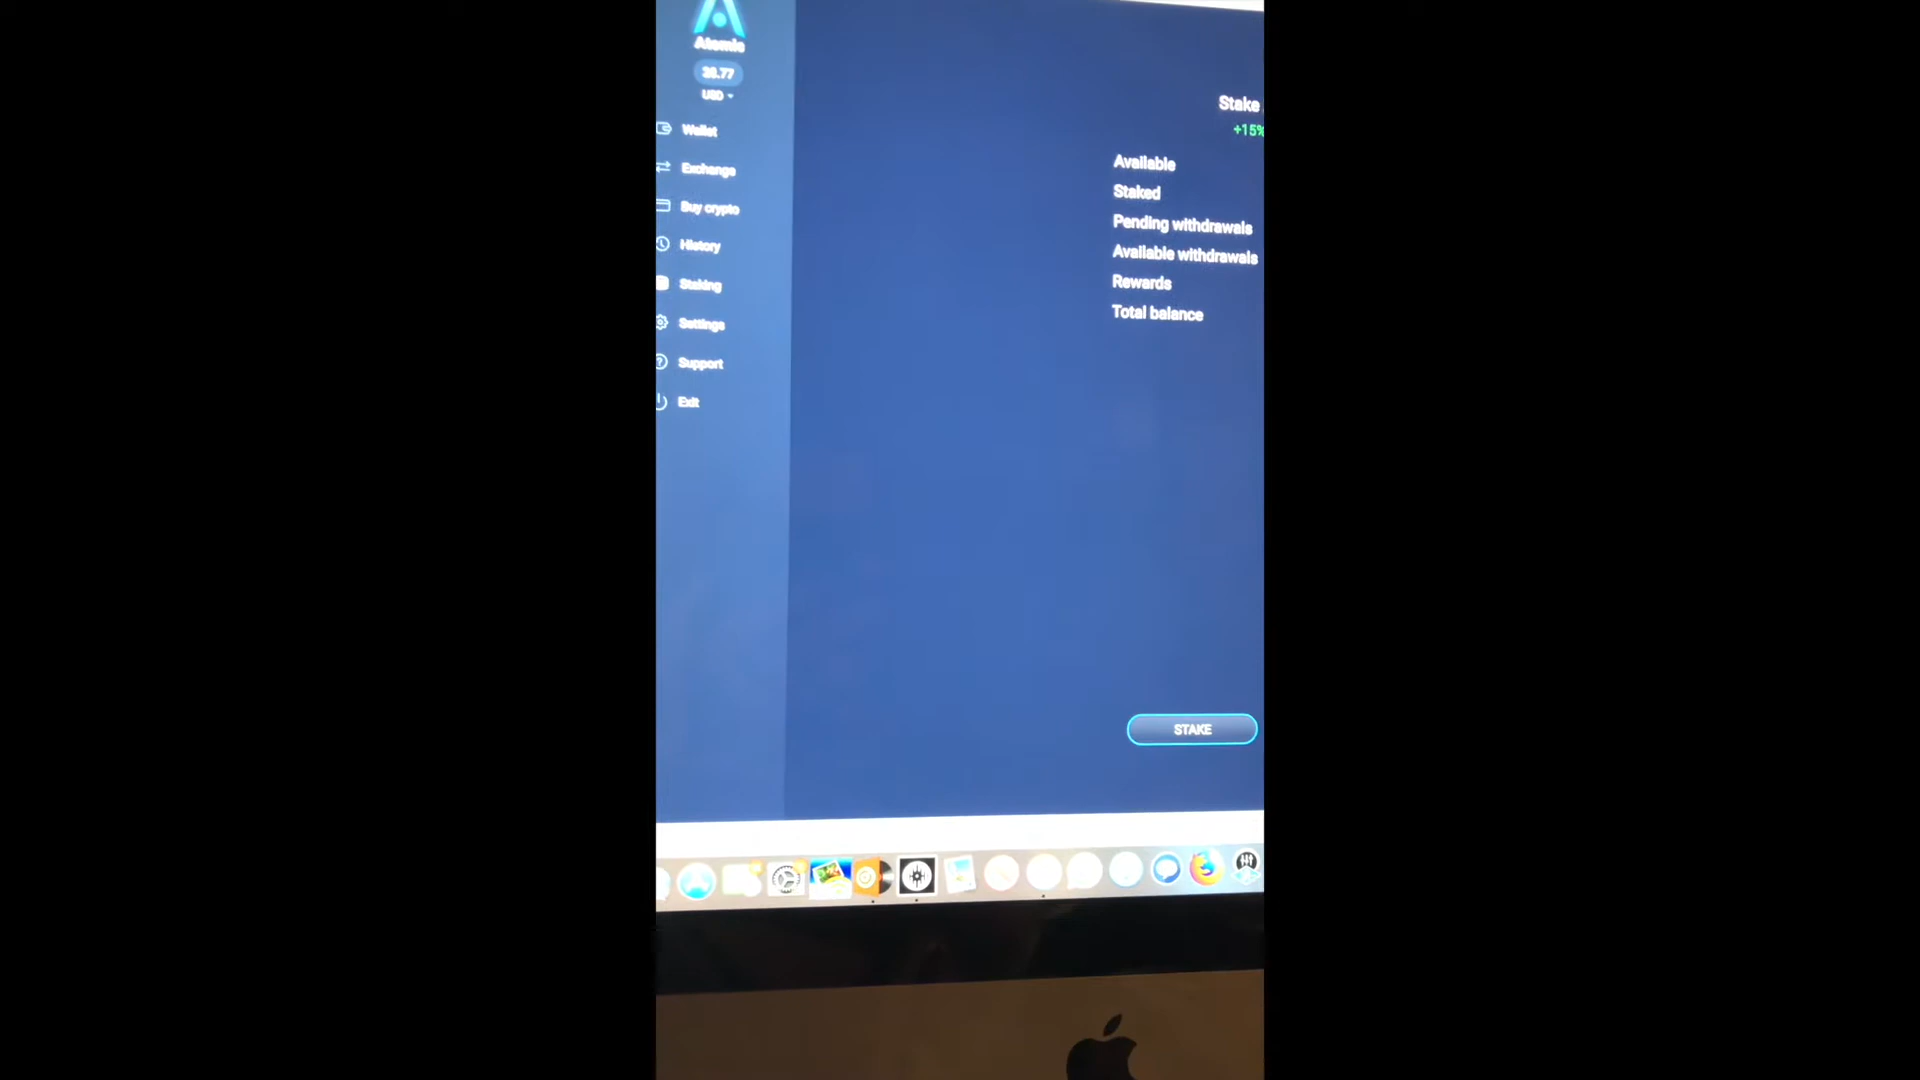 Atomic
USD
Wallet
Exchange
Buy crypto
History
Staking
Settings
Support
Exit
Stake
+15%
Available
Staked
Pending withdrawals
Available withdrawals
Rewards
Total balance
STAKE